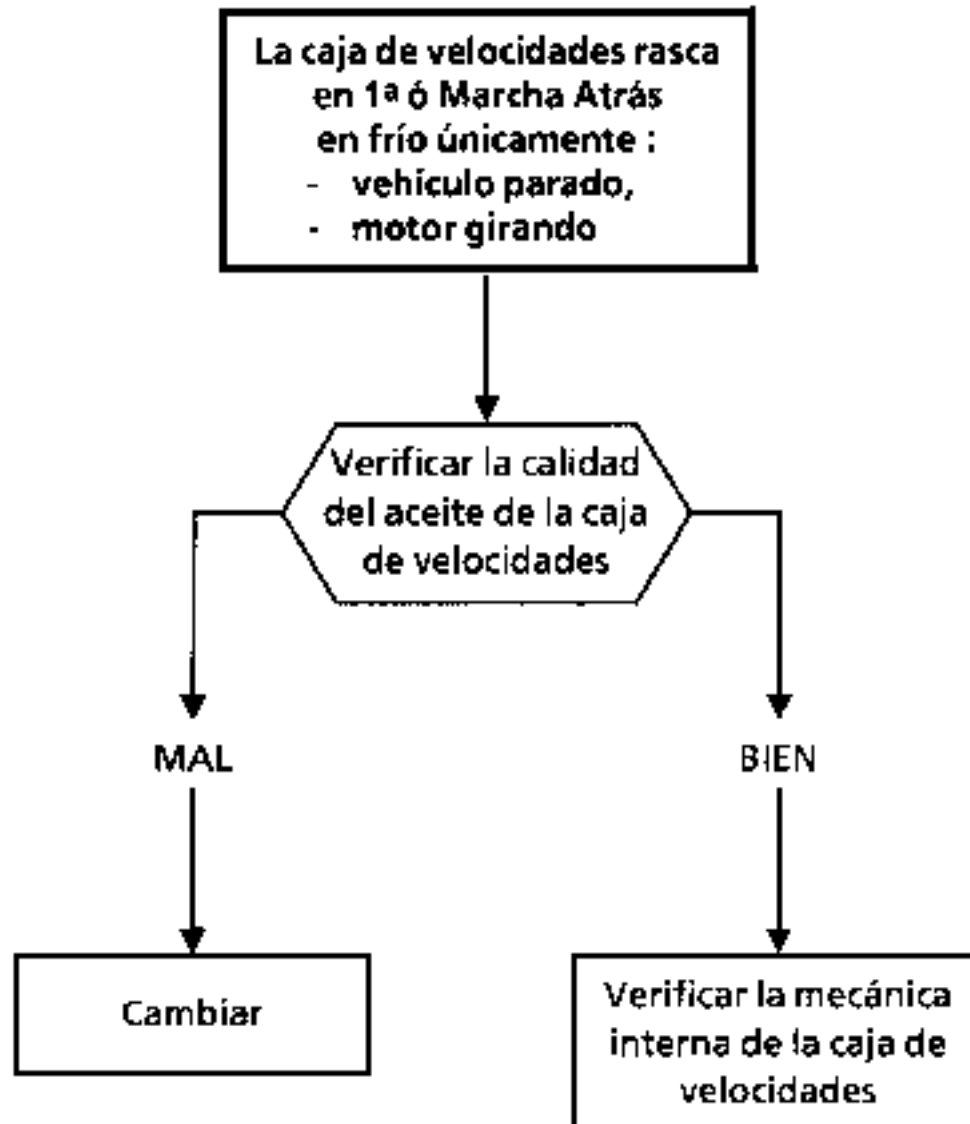 La caja de velocidades rasca
en 1ª ó Marcha Atrás
en frío únicamente :
- vehículo parado,
- motor girando
Verificar la calidad
del aceite de la caja
de velocidades
MAL
BIEN
Cambiar
Verificar la mecánica
interna de la caja de
velocidades